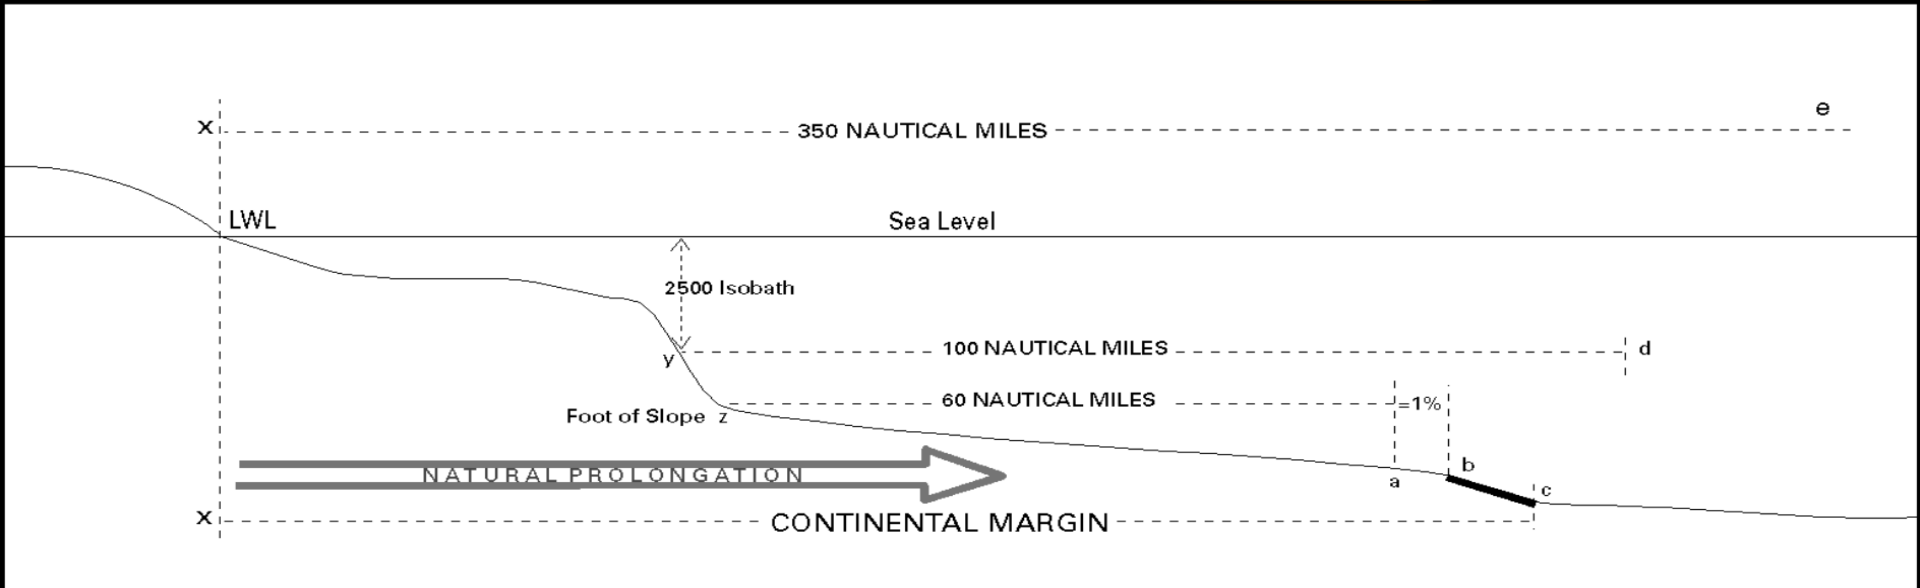 e
x
350 NAUTICAL MILES
LWL
Sea Level
2500 Isobath
y
100 NAUTICAL MILES
d
60 NAUTICAL MILES
=1%
Foot of Slope z
b
NATURAL PROLONGATION
a
c
x
CONTINENTAL MARGIN